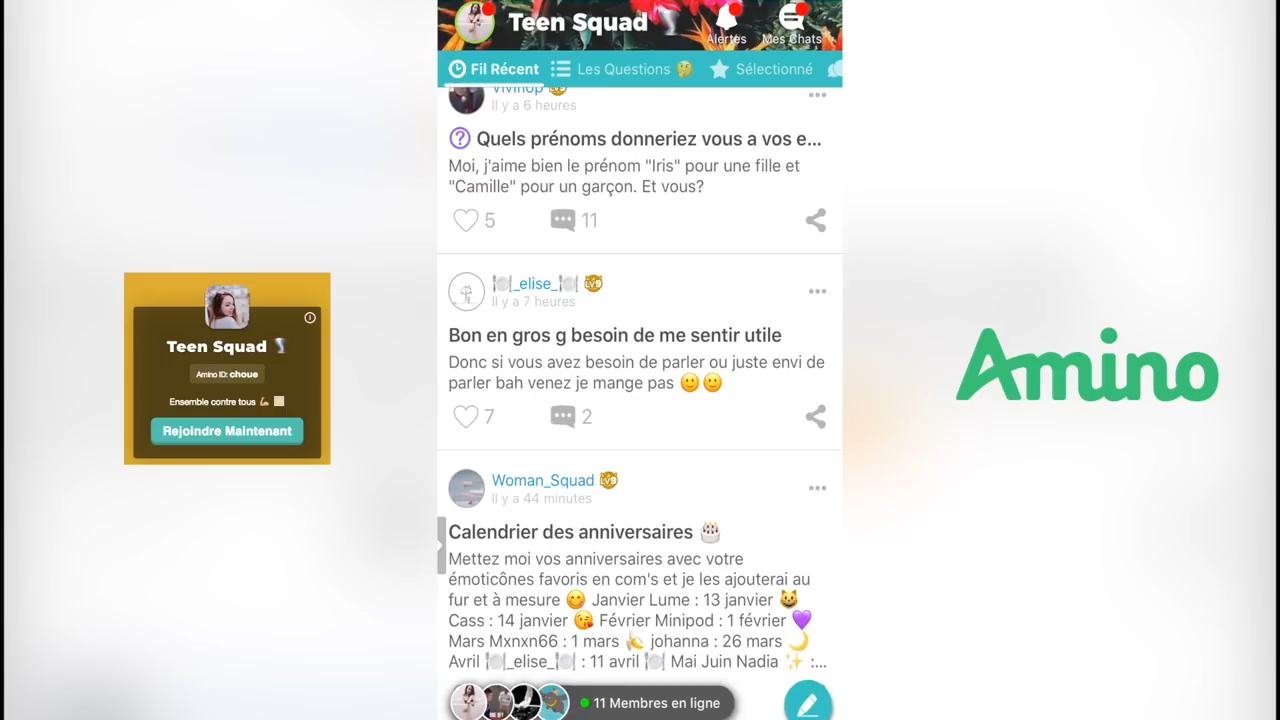 Teen Squad
Alertes
Mes Chats
Fil Récent
Les Questions 🤔
Sélectionné
Il y a 6 heures
Quels prénoms donneriez vous a vos e...
Moi, j'aime bien le prénom "Iris" pour une fille et
"Camille" pour un garçon. Et vous?
5
11
🍽️_elise_🍽️ LV9
Il y a 7 heures
Bon en gros g besoin de me sentir utile
Donc si vous avez besoin de parler ou juste envi de
parler bah venez je mange pas 🙂🙂
7
2
Woman_Squad LV9
Il y a 44 minutes
Calendrier des anniversaires 🎂
Mettez moi vos anniversaires avec votre
émoticônes favoris en com's et je les ajouterai au
fur et à mesure 😋 Janvier Lume : 13 janvier 😺
Cass : 14 janvier 😘 Février Minipod : 1 février 💜
Mars Mxnxn66 : 1 mars 🍌 johanna : 26 mars 🌙
Avril 🍽️_elise_🍽️ : 11 avril 🍽️ Mai Juin Nadia ✨ :...
11 Membres en ligne
Teen Squad
Amino ID: choue
Ensemble contre tous 💪🏽
Rejoindre Maintenant
Amino